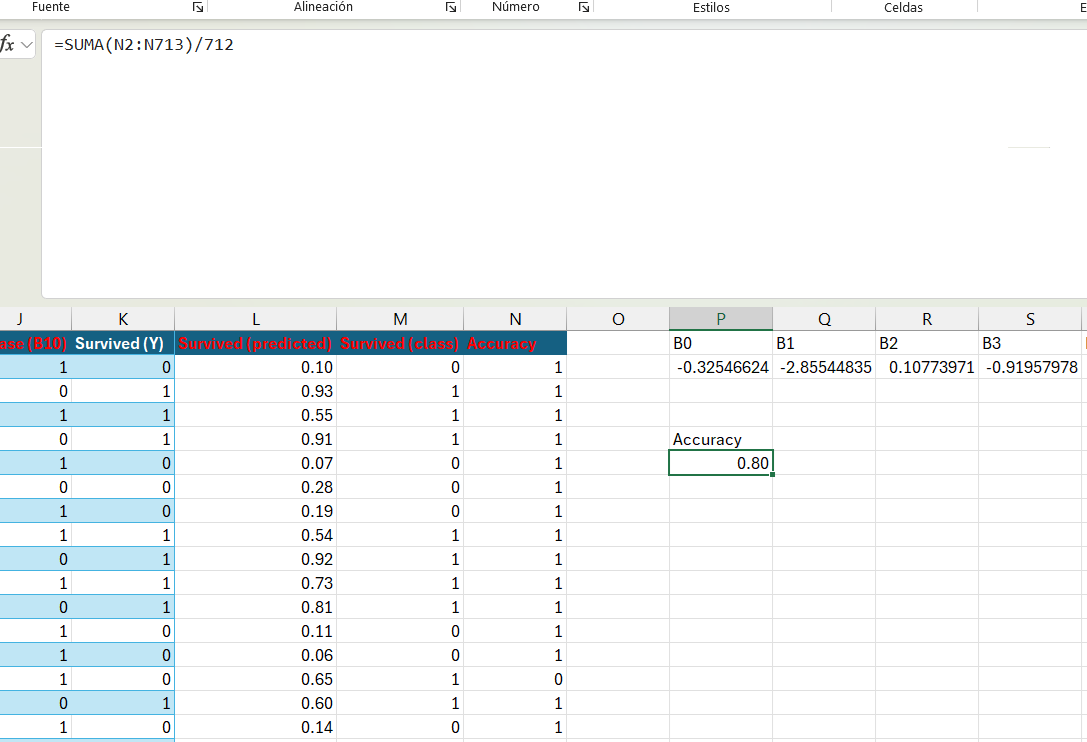 Fuente Alineación Número Estilos Celdas E
fx =SUMA(N2:N713)/712
J K L M N O P Q R S
ase (B10) Survived (Y) Survived (predicted) Survived (class) Accuracy B0 B1 B2 B3
1 0 0.10 0 1 -0.32546624 -2.85544835 0.10773971 -0.91957978
0 1 0.93 1 1
1 1 0.55 1 1
0 1 0.91 1 1 Accuracy
1 0 0.07 0 1 0.80
0 0 0.28 0 1
1 0 0.19 0 1
1 1 0.54 1 1
0 1 0.92 1 1
1 1 0.73 1 1
0 1 0.81 1 1
1 0 0.11 0 1
1 0 0.06 0 1
1 0 0.65 1 0
0 1 0.60 1 1
1 0 0.14 0 1